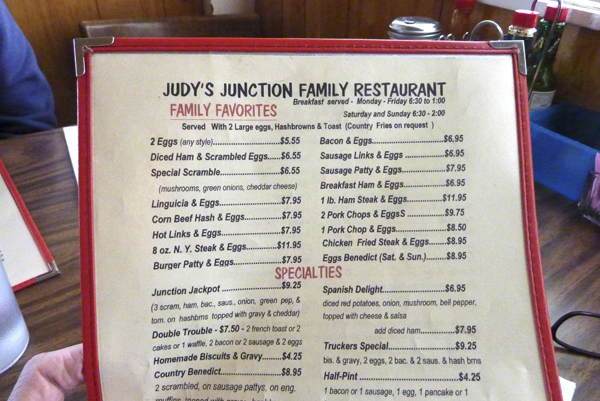 JUDY'S JUNCTION FAMILY RESTAURANT
FAMILY FAVORITES
Breakfast served - Monday - Friday 6:30 to 1:00
Saturday and Sunday 6:30 - 2:00
Served With 2 Large eggs, Hashbrowns & Toast (Country Fries on request )
2 Eggs (any style)....................$5.55
Diced Ham & Scrambled Eggs......$6.55
Special Scramble......................$6.55
(mushrooms, green onions, cheddar cheese)
Linguicia & Eggs......................$7.95
Corn Beef Hash & Eggs..............$7.95
Hot Links & Eggs......................$7.95
8 oz. N. Y. Steak & Eggs............$11.95
Burger Patty & Eggs..................$7.95
Bacon & Eggs..........................$6.95
Sausage Links & Eggs ...............$6.95
Sausage Patty & Eggs................$7.95
Breakfast Ham & Eggs...............$6.95
1 lb. Ham Steak & Eggs..............$11.95
2 Pork Chops & EggsS ...............$9.75
1 Pork Chop & Eggs..................$8.50
Chicken Fried Steak & Eggs.........$8.95
Eggs Benedict (Sat. & Sun.).........$8.95
SPECIALTIES
Junction Jackpot ......................$9.25
(3 scram, ham, bac., saus., onion, green pep, &
tom. on hashbrns topped with gravy & cheddar)
Double Trouble - $7.50 - 2 french toast or 2
cakes or 1 waffle, 2 bacon or 2 sausage & 2 eggs
Homemade Biscuits & Gravy........$4.25
Country Benedict......................$8.95
2 scrambled, on sausage pattys, on eng.
muffins, topped with
Spanish Delight........................$6.95
diced red potatoes, onion, mushroom, bell pepper,
topped with cheese & salsa
add diced ham............$7.95
Truckers Special.......................$9.25
bis. & gravy, 2 eggs, 2 bac. & 2 saus. & hash brns
Half-Pint ..............................$4.25
1 bacon or 1 sausage, 1 egg, 1 pancake or 1